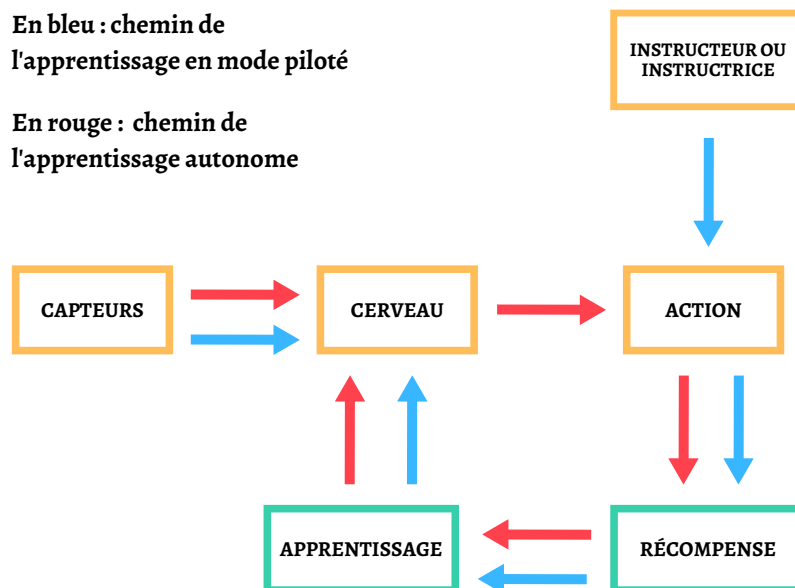 En bleu : chemin de
l'apprentissage en mode piloté
En rouge :  chemin de
l'apprentissage autonome
INSTRUCTEUR OU
INSTRUCTRICE
CAPTEURS
CERVEAU
ACTION
APPRENTISSAGE
RÉCOMPENSE